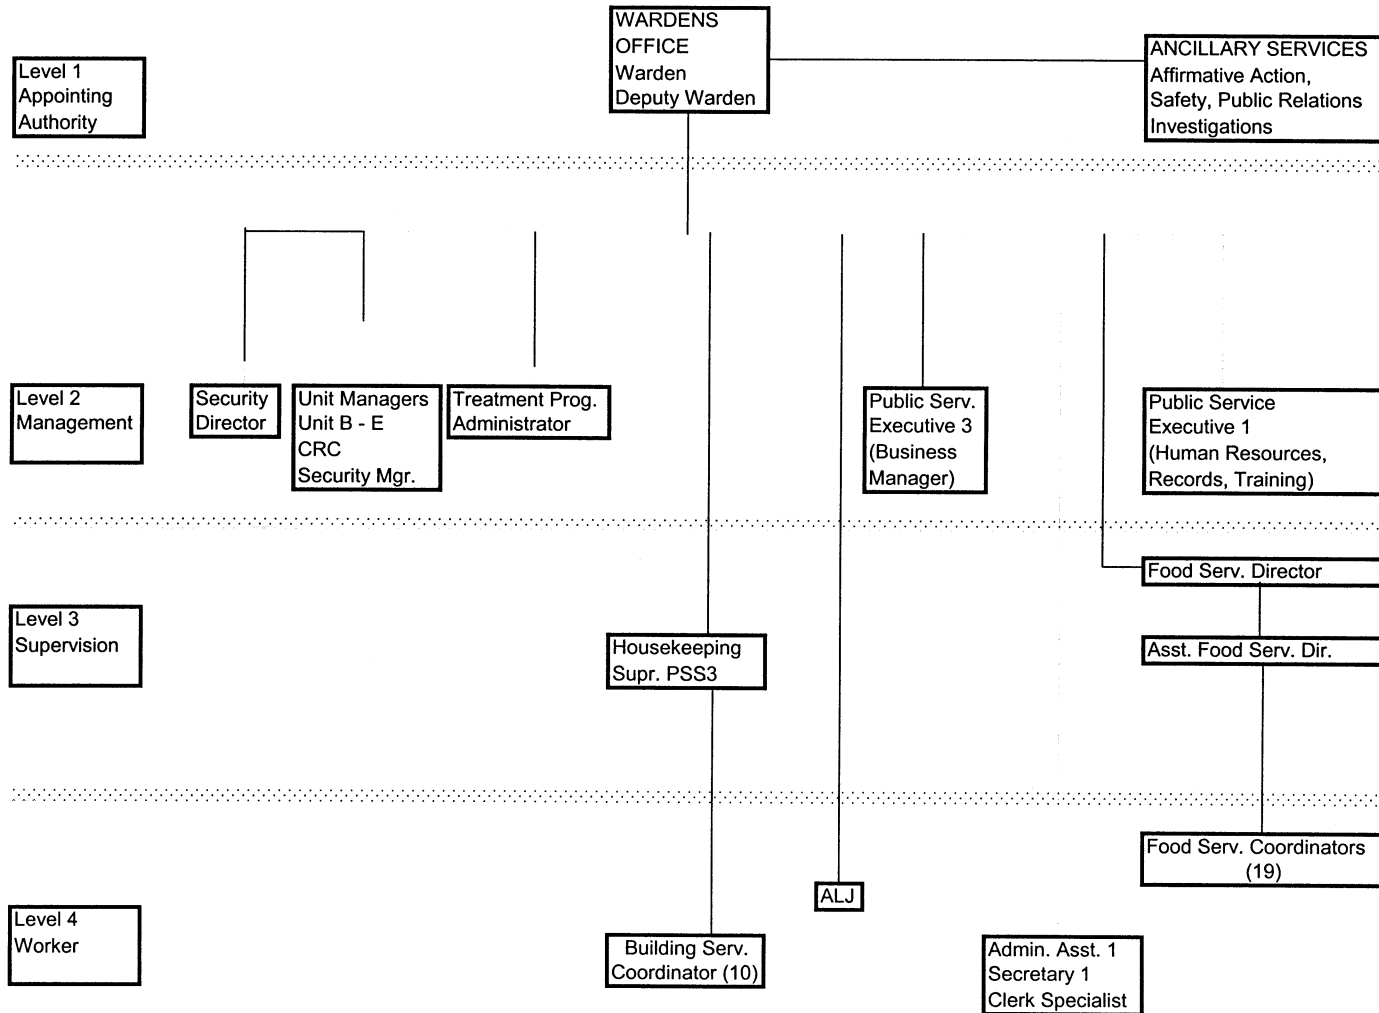 WARDENS
OFFICE
Warden
Deputy Warden
ANCILLARY SERVICES
Affirmative Action,
Safety, Public Relations
Investigations
Level 1
Appointing
Authority
Level 2
Management
Security
Director
Unit Managers
Unit B - E
CRC
Security Mgr.
Treatment Prog.
Administrator
Public Serv.
Executive 3
(Business
Manager)
Public Service
Executive 1
(Human Resources,
Records, Training)
Food Serv. Director
Level 3
Supervision
Housekeeping
Supr. PSS3
Asst. Food Serv. Dir.
Food Serv. Coordinators
(19)
ALJ
Level 4
Worker
Building Serv.
Coordinator (10)
Admin. Asst. 1
Secretary 1
Clerk Specialist